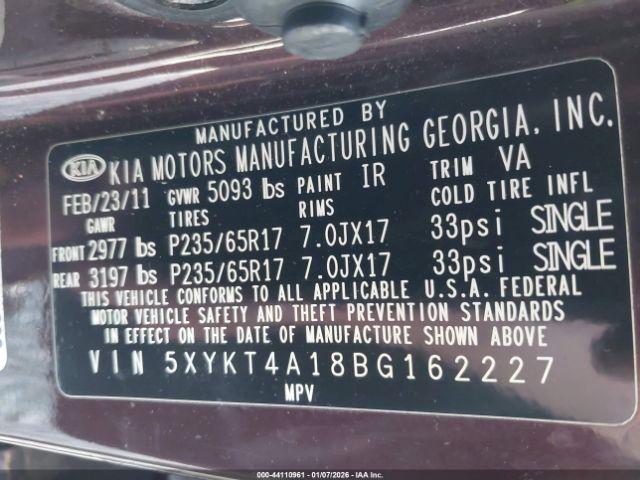 MANUFACTURED BY
KIA KIA MOTORS MANUFACTURING GEORGIA, INC.
FEB/23/11 GVWR 5093 lbs PAINT IR TRIM VA
GAWR TIRES RIMS COLD TIRE INFL
FRONT 2977 lbs P235/65R17 7.0JX17 33psi SINGLE
REAR 3197 lbs P235/65R17 7.0JX17 33psi SINGLE
THIS VEHICLE CONFORMS TO ALL APPLICABLE U.S.A. FEDERAL
MOTOR VEHICLE SAFETY AND THEFT PREVENTION STANDARDS
IN EFFECT ON THE DATE OF MANUFACTURE SHOWN ABOVE
VIN 5XYKT4A18BG162227
MPV
000-44110961 - 01/07/2026 - IAAI.com